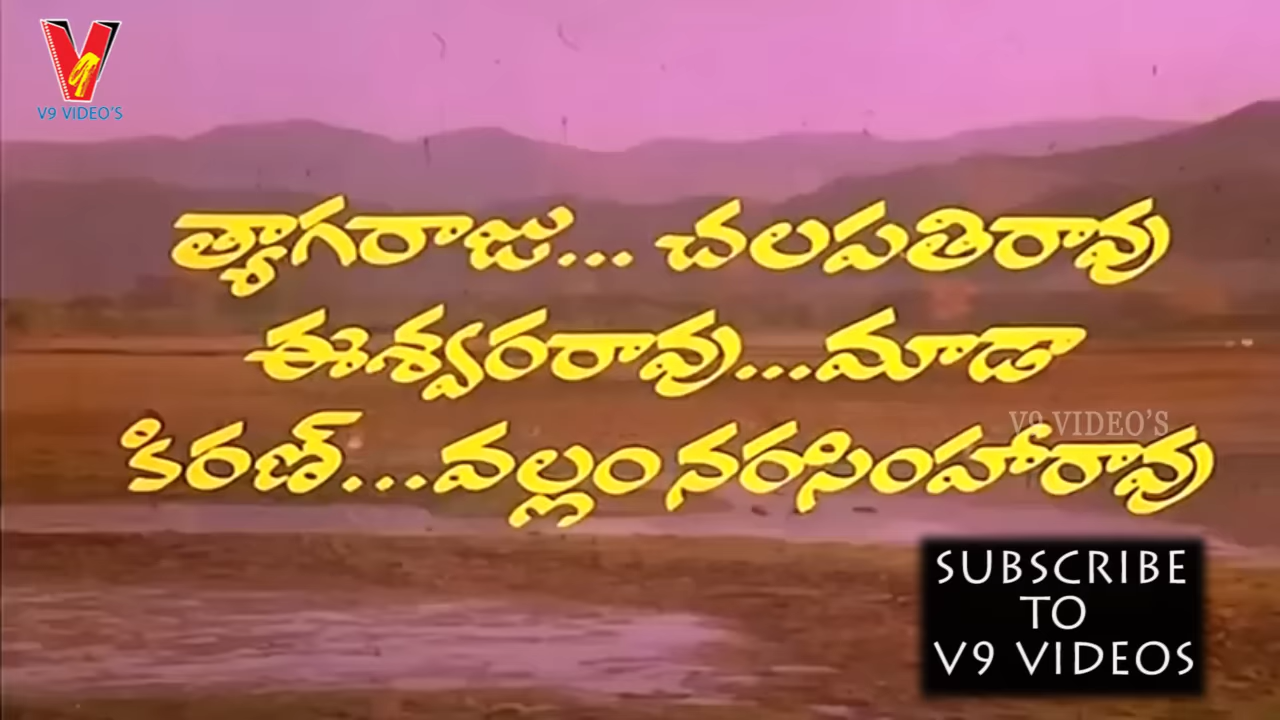 V9 VIDEO'S
త్యాగరాజు... చలపతిరావు
ఈశ్వరరావు...మాడా
V9 VIDEO'S
కిరణ్...వల్లం నరసింహారావు
SUBSCRIBE
TO
V9 VIDEOS